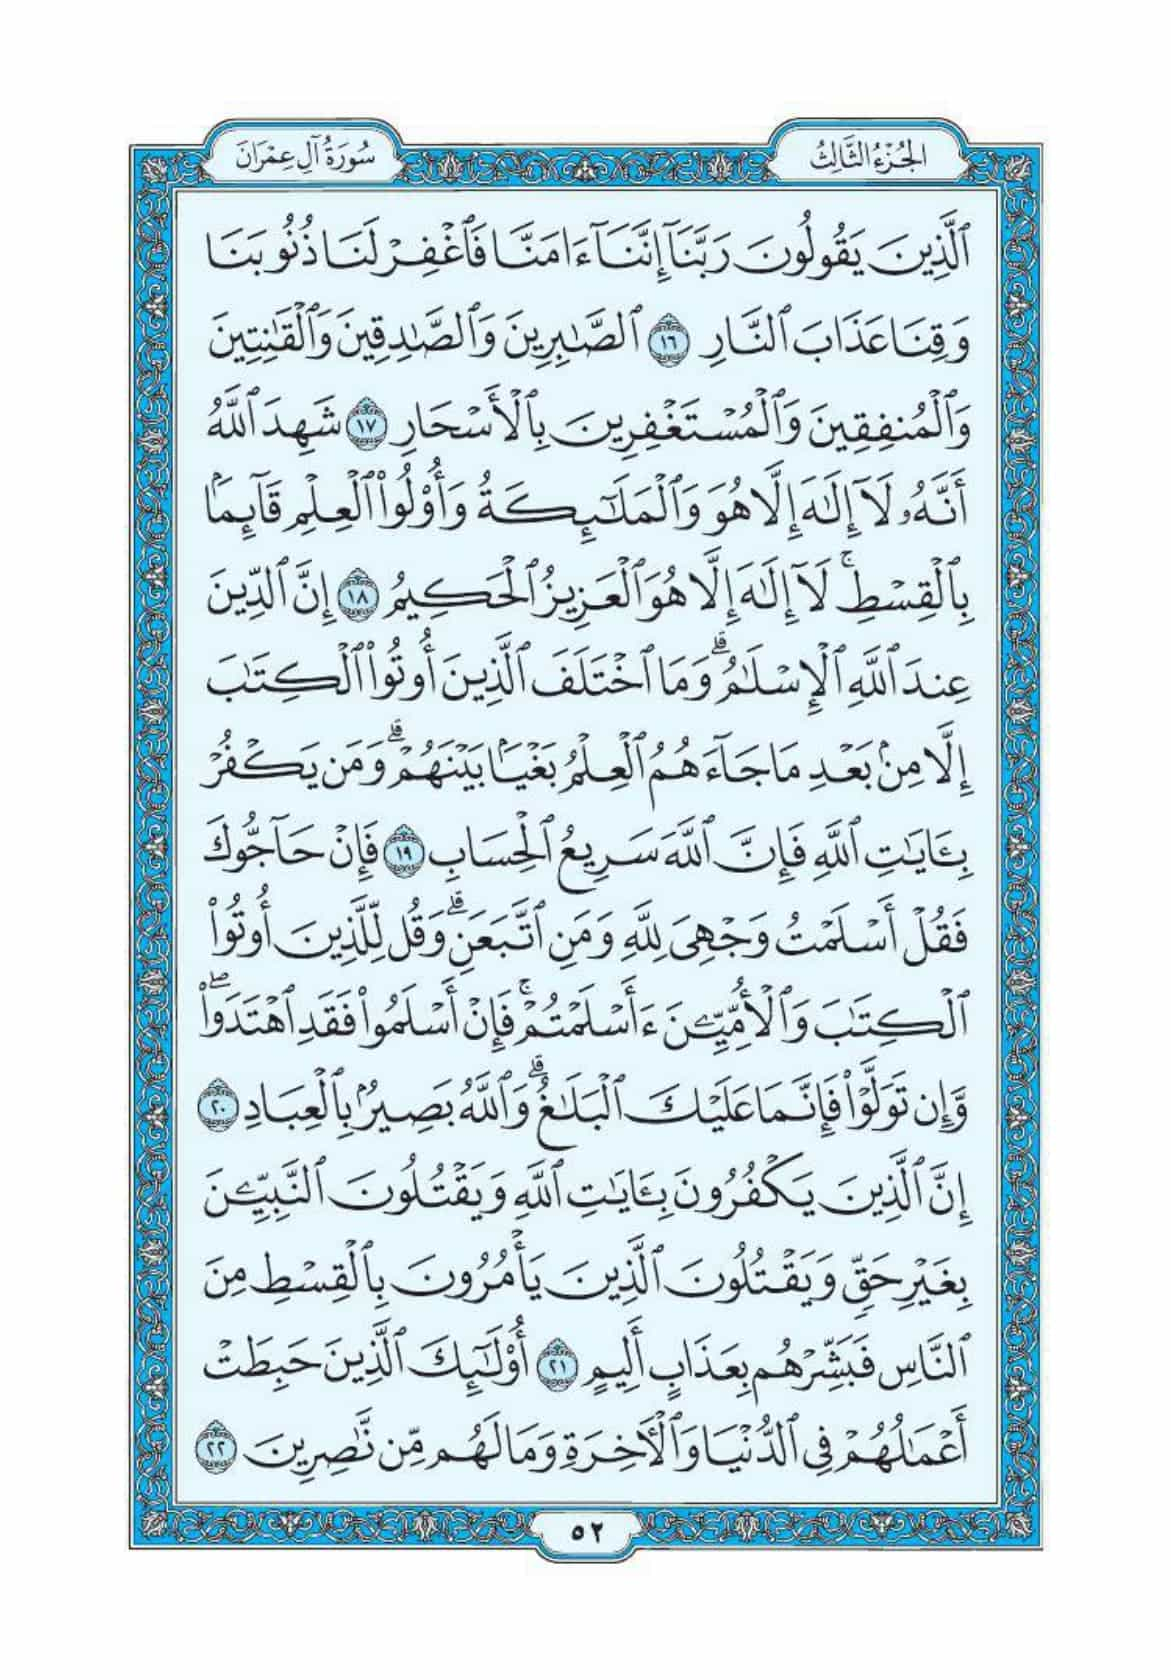 الجُزْءُ الثَّالِثُ
سُورَةُ آلِ عِمْرَانَ
ٱلَّذِينَ يَقُولُونَ رَبَّنَآ إِنَّنَآ ءَامَنَّا فَٱغْفِرْ لَنَا ذُنُوبَنَا
وَقِنَا عَذَابَ ٱلنَّارِ ١٦ ٱلصَّٰبِرِينَ وَٱلصَّٰدِقِينَ وَٱلْقَٰنِتِينَ
وَٱلْمُنفِقِينَ وَٱلْمُسْتَغْفِرِينَ بِٱلْأَسْحَارِ ١٧ شَهِدَ ٱللَّهُ
أَنَّهُۥ لَآ إِلَٰهَ إِلَّا هُوَ وَٱلْمَلَٰٓئِكَةُ وَأُو۟لُوا۟ ٱلْعِلْمِ قَآئِمًۢا
بِٱلْقِسْطِ ۚ لَآ إِلَٰهَ إِلَّا هُوَ ٱلْعَزِيزُ ٱلْحَكِيمُ ١٨ إِنَّ ٱلدِّينَ
عِندَ ٱللَّهِ ٱلْإِسْلَٰمُ ۗ وَمَا ٱخْتَلَفَ ٱلَّذِينَ أُوتُوا۟ ٱلْكِتَٰبَ
إِلَّا مِنۢ بَعْدِ مَا جَآءَهُمُ ٱلْعِلْمُ بَغْيًۢا بَيْنَهُمْ ۗ وَمَن يَكْفُرْ
بِـَٔايَٰتِ ٱللَّهِ فَإِنَّ ٱللَّهَ سَرِيعُ ٱلْحِسَابِ ١٩ فَإِنْ حَآجُّوكَ
فَقُلْ أَسْلَمْتُ وَجْهِىَ لِلَّهِ وَمَنِ ٱتَّبَعَنِ ۗ وَقُل لِّلَّذِينَ أُوتُوا۟
ٱلْكِتَٰبَ وَٱلْأُمِّيِّـۧنَ ءَأَسْلَمْتُمْ ۚ فَإِنْ أَسْلَمُوا۟ فَقَدِ ٱهْتَدَوا۟ ۖ
وَّإِن تَوَلَّوْا۟ فَإِنَّمَا عَلَيْكَ ٱلْبَلَٰغُ ۗ وَٱللَّهُ بَصِيرٌۢ بِٱلْعِبَادِ ٢٠
إِنَّ ٱلَّذِينَ يَكْفُرُونَ بِـَٔايَٰتِ ٱللَّهِ وَيَقْتُلُونَ ٱلنَّبِيِّـۧنَ
بِغَيْرِ حَقٍّ وَيَقْتُلُونَ ٱلَّذِينَ يَأْمُرُونَ بِٱلْقِسْطِ مِنَ
ٱلنَّاسِ فَبَشِّرْهُم بِعَذَابٍ أَلِيمٍ ٢١ أُو۟لَٰٓئِكَ ٱلَّذِينَ حَبِطَتْ
أَعْمَٰلُهُمْ فِى ٱلدُّنْيَا وَٱلْأَخِرَةِ وَمَا لَهُم مِّن نَّٰصِرِينَ ٢٢
٥٢